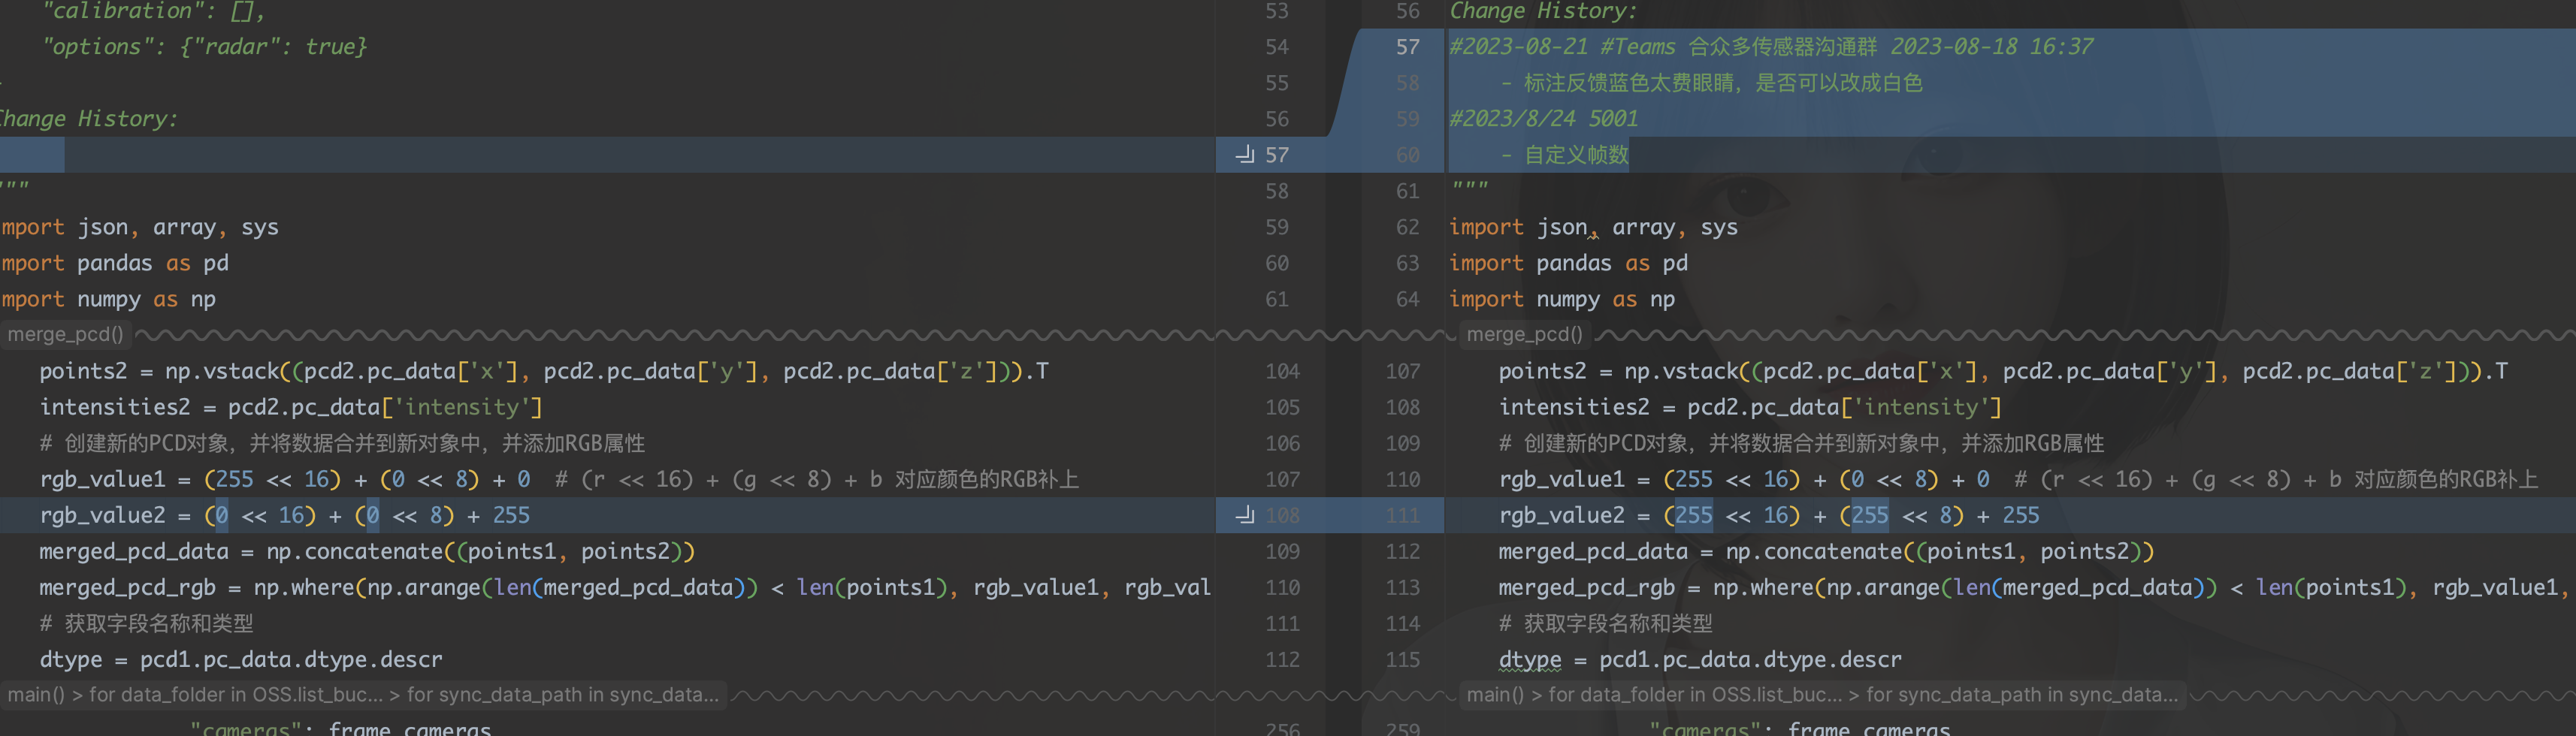 "calibration": [],
"options": {"radar": true}
Change History:
"""
mport json, array, sys
mport pandas as pd
mport numpy as np
merge_pcd()
points2 = np.vstack((pcd2.pc_data['x'], pcd2.pc_data['y'], pcd2.pc_data['z'])).T
intensities2 = pcd2.pc_data['intensity']
# 创建新的PCD对象，并将数据合并到新对象中，并添加RGB属性
rgb_value1 = (255 << 16) + (0 << 8) + 0  # (r << 16) + (g << 8) + b 对应颜色的RGB补上
rgb_value2 = (0 << 16) + (0 << 8) + 255
merged_pcd_data = np.concatenate((points1, points2))
merged_pcd_rgb = np.where(np.arange(len(merged_pcd_data)) < len(points1), rgb_value1, rgb_val
# 获取字段名称和类型
dtype = pcd1.pc_data.dtype.descr
main() > for data_folder in OSS.list_buc... > for sync_data_path in sync_data...
"cameras": frame_cameras
53
54
55
56
57
58
59
60
61
104
105
106
107
108
109
110
111
112
256
56 Change History:
57 #2023-08-21 #Teams 合众多传感器沟通群 2023-08-18 16:37
58 - 标注反馈蓝色太费眼睛，是否可以改成白色
59 #2023/8/24 5001
60 - 自定义帧数
61 """
62 import json, array, sys
63 import pandas as pd
64 import numpy as np
merge_pcd()
107 points2 = np.vstack((pcd2.pc_data['x'], pcd2.pc_data['y'], pcd2.pc_data['z'])).T
108 intensities2 = pcd2.pc_data['intensity']
109 # 创建新的PCD对象，并将数据合并到新对象中，并添加RGB属性
110 rgb_value1 = (255 << 16) + (0 << 8) + 0  # (r << 16) + (g << 8) + b 对应颜色的RGB补上
111 rgb_value2 = (255 << 16) + (255 << 8) + 255
112 merged_pcd_data = np.concatenate((points1, points2))
113 merged_pcd_rgb = np.where(np.arange(len(merged_pcd_data)) < len(points1), rgb_value1,
114 # 获取字段名称和类型
115 dtype = pcd1.pc_data.dtype.descr
main() > for data_folder in OSS.list_buc... > for sync_data_path in sync_data...
259 "cameras": frame_cameras